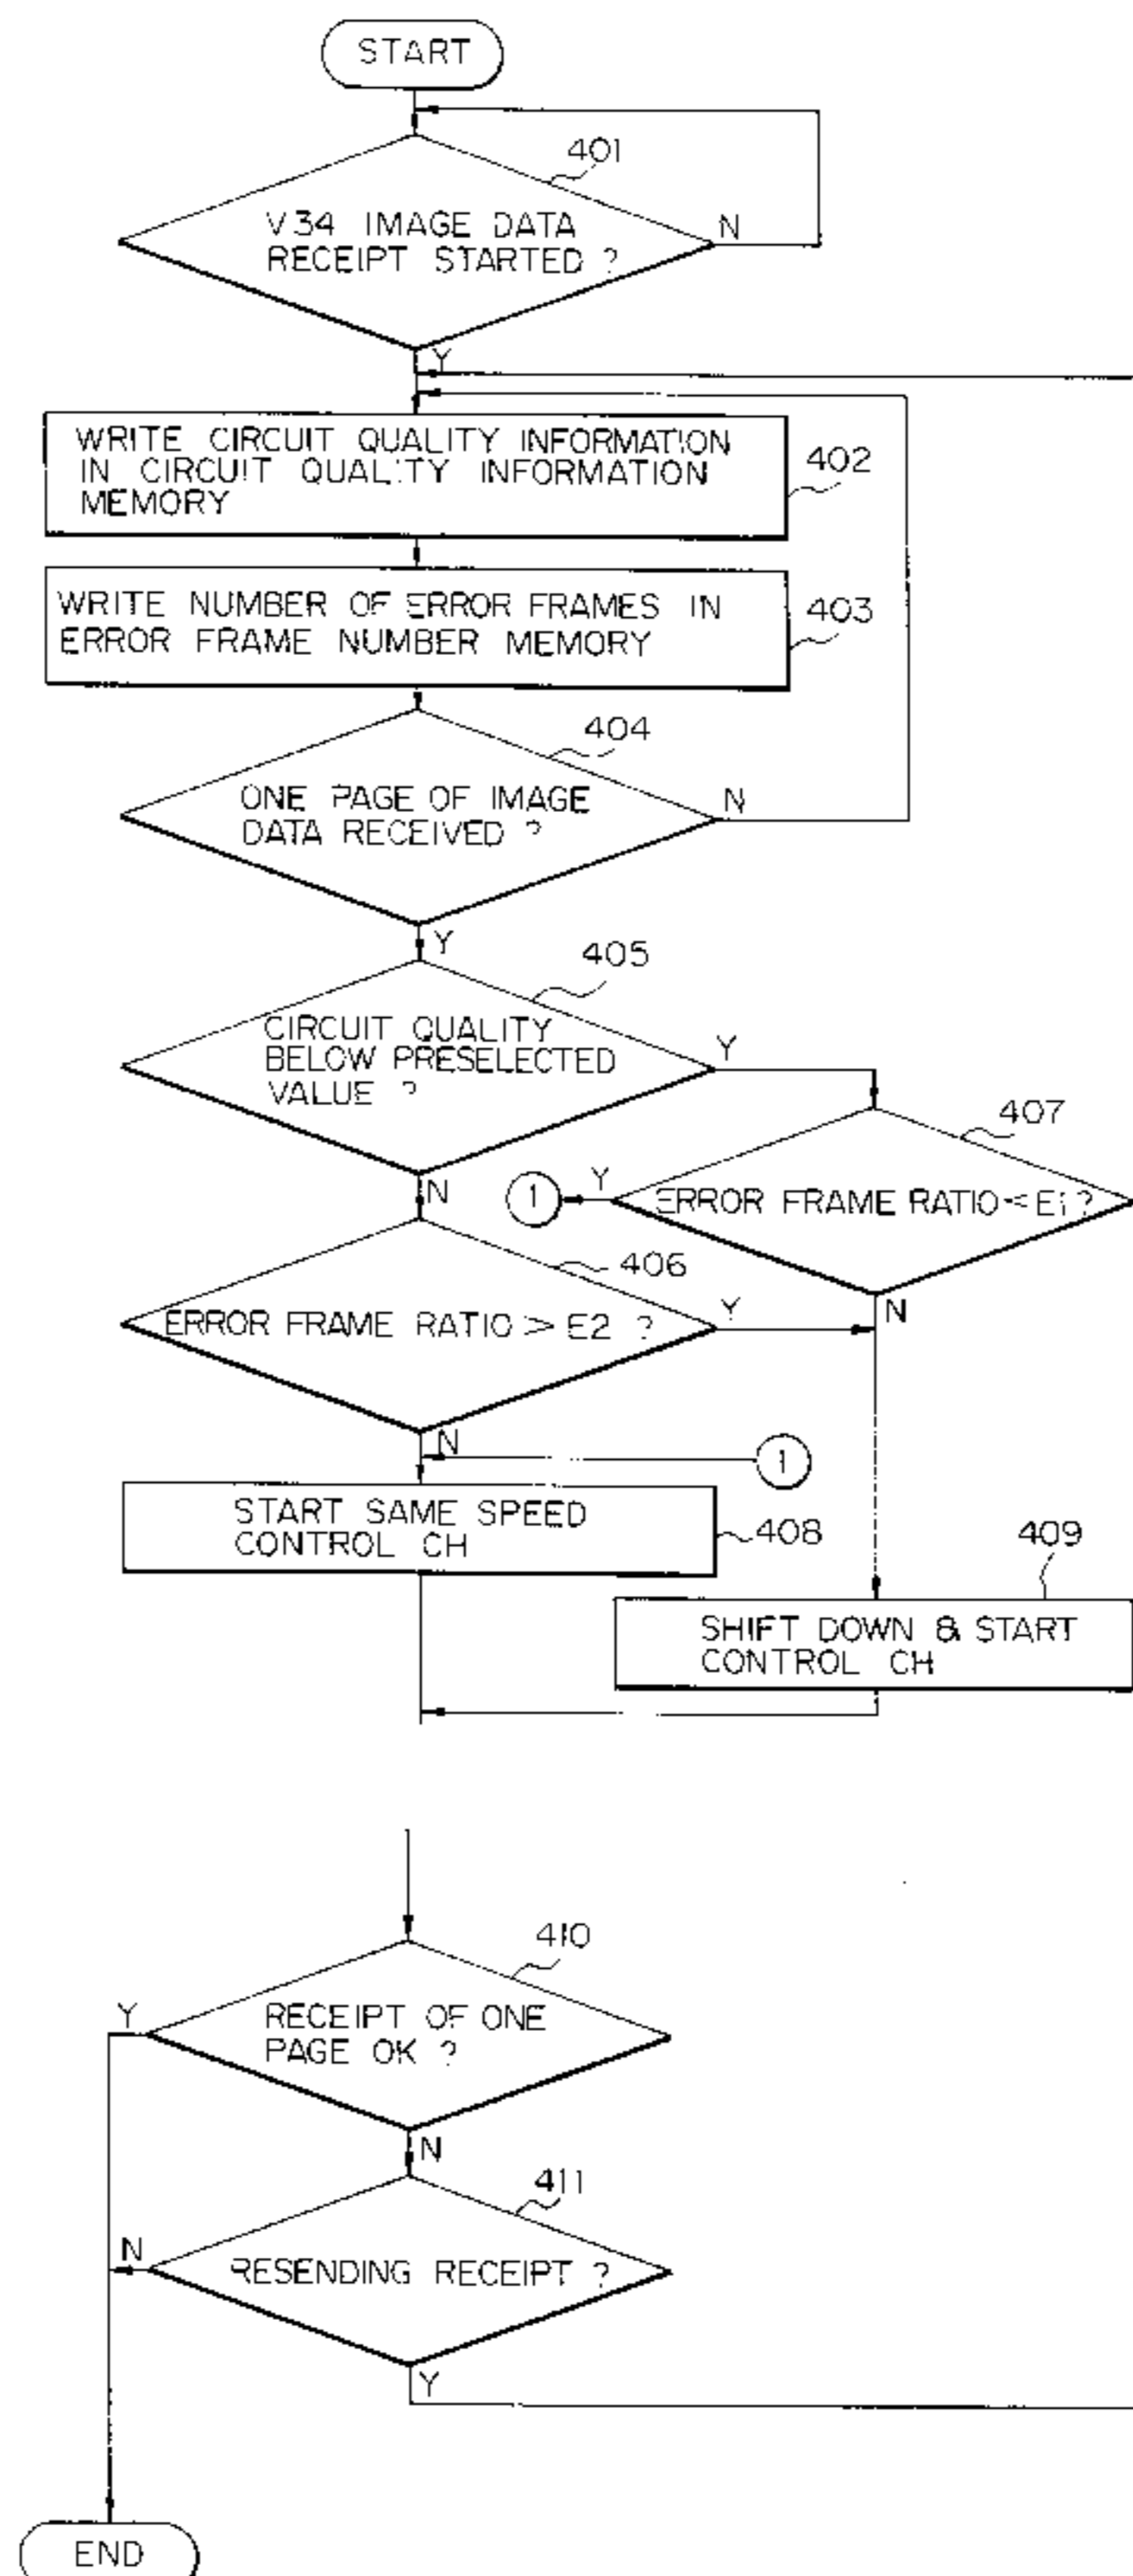 START
401
V.34 IMAGE DATA
RECEIPT STARTED ?
N
Y
WRITE CIRCUIT QUALITY INFORMATION
IN CIRCUIT QUALITY INFORMATION
MEMORY
402
WRITE NUMBER OF ERROR FRAMES IN
ERROR FRAME NUMBER MEMORY
403
404
ONE PAGE OF IMAGE
DATA RECEIVED ?
N
Y
405
CIRCUIT QUALITY
BELOW PRESELECTED
VALUE ?
Y
N
407
ERROR FRAME RATIO < E1 ?
Y
1
N
406
ERROR FRAME RATIO > E2 ?
Y
N
1
START SAME SPEED
CONTROL CH
408
409
SHIFT DOWN & START
CONTROL CH
410
RECEIPT OF ONE
PAGE OK ?
Y
N
411
RESENDING RECEIPT ?
N
Y
END